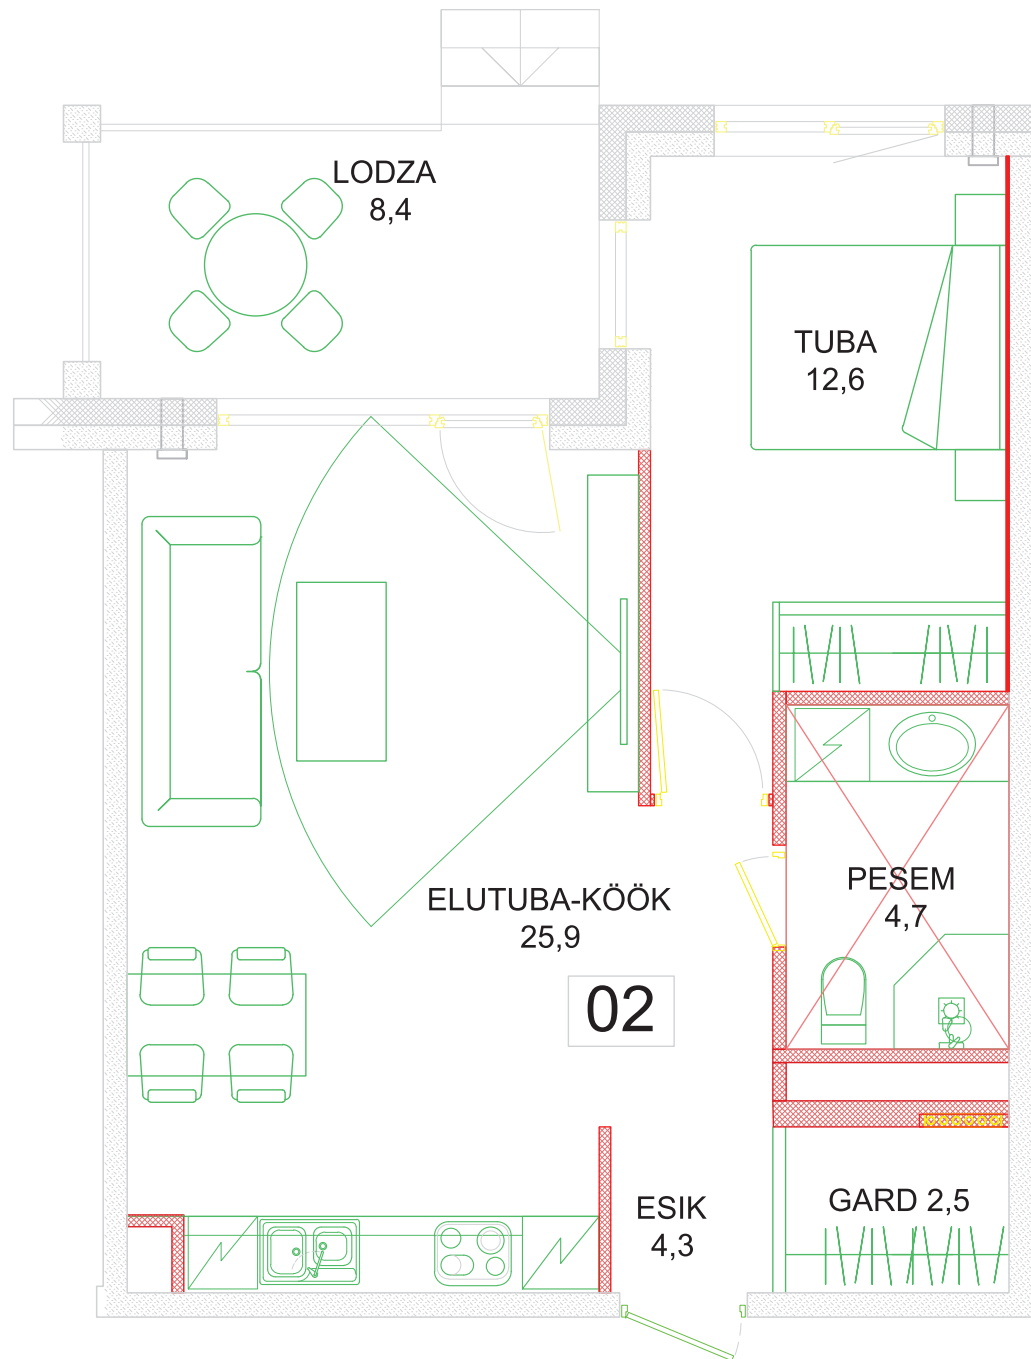 LODZA
8,4
TUBA
12,6
ELUTUBA-KÖÖK
25,9
PESEM
4,7
02
ESIK
4,3
GARD 2,5